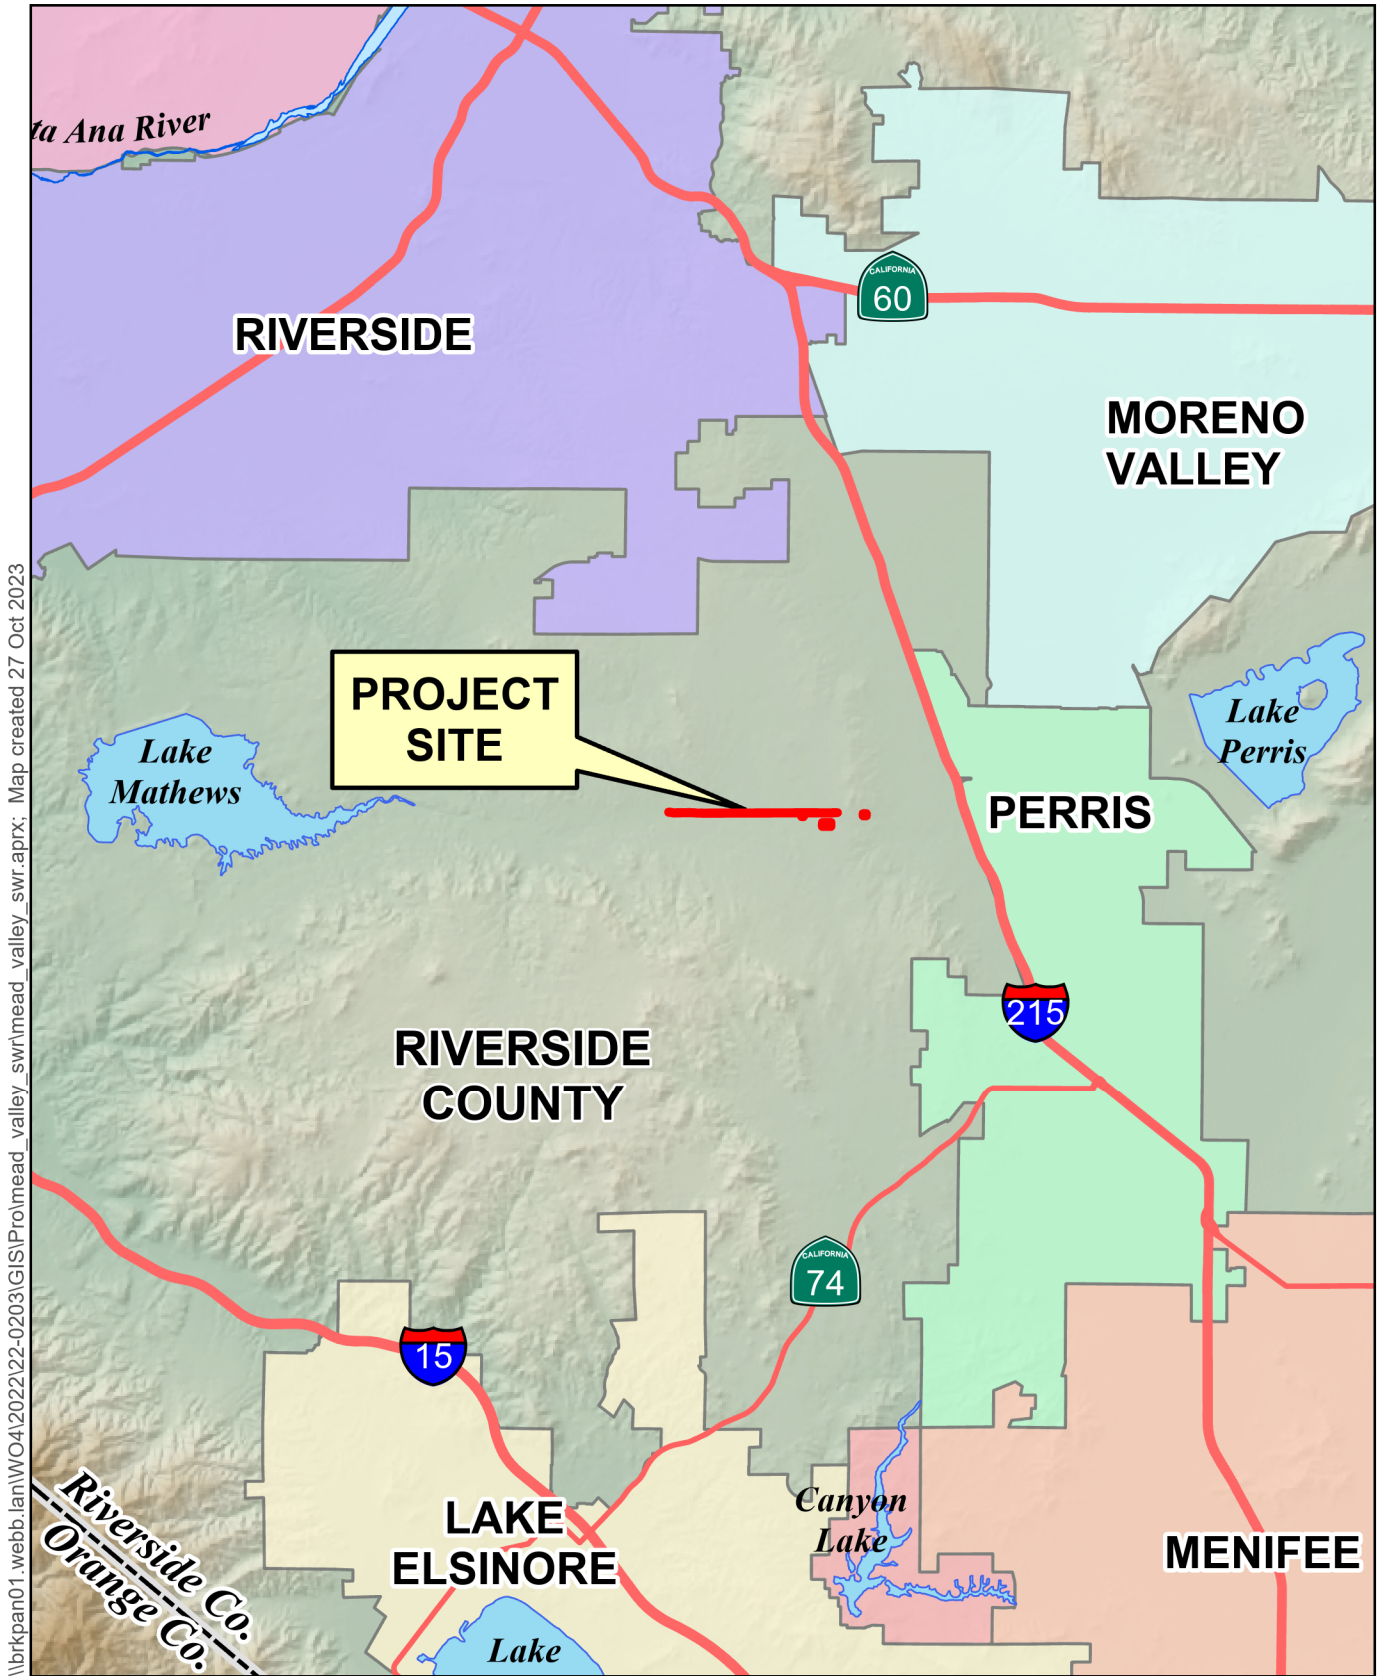 ta Ana River
CALIFORNIA
60
RIVERSIDE
MORENO
VALLEY
PROJECT
SITE
Lake
Mathews
Lake
Perris
PERRIS
215
RIVERSIDE
COUNTY
CALIFORNIA
74
15
Canyon
Lake
LAKE
ELSINORE
MENIFEE
Riverside Co.
Orange Co.
Lake
\\brkpan01.webb.lan\WO4\2022\22-0203\GIS\Pro\mead_valley_swr\mead_valley_swr.aprx; Map created 27 Oct 2023